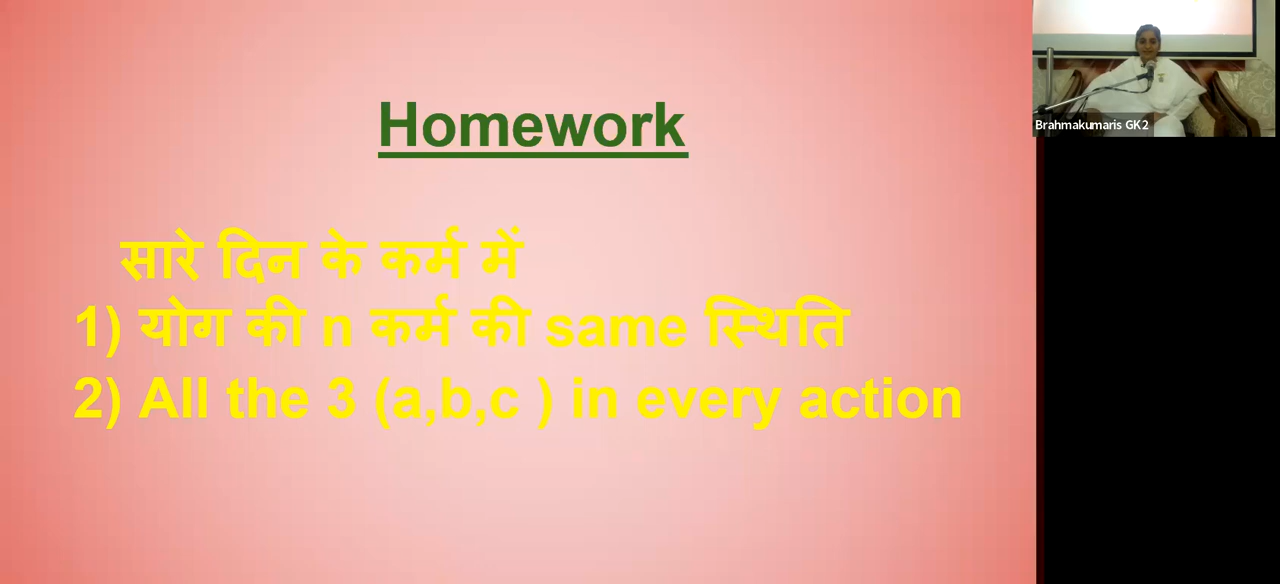 Homework
सारे दिन के कर्म में
1) योग की n कर्म की same स्थिति
2) All the 3 (a,b,c ) in every action
Brahmakumaris GK2